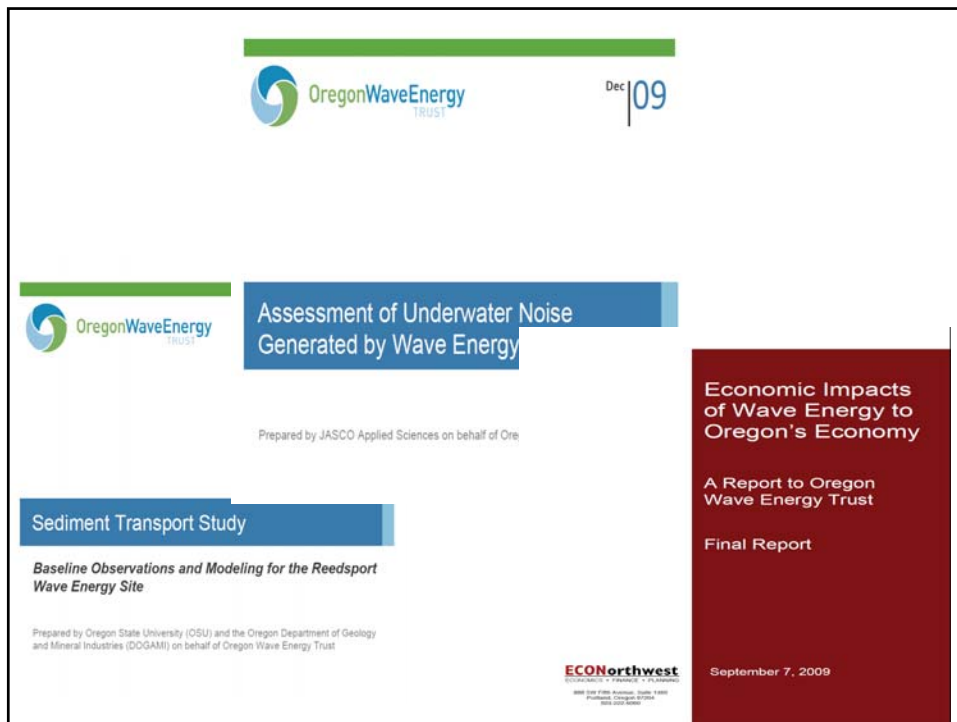 OregonWaveEnergy
TRUST
Dec 09
Assessment of Underwater Noise
Generated by Wave Energy
Prepared by JASCO Applied Sciences on behalf of Ore
OregonWaveEnergy
TRUST
Sediment Transport Study
Baseline Observations and Modeling for the Reedsport
Wave Energy Site
Prepared by Oregon State University (OSU) and the Oregon Department of Geology
and Mineral Industries (DOGAMI) on behalf of Oregon Wave Energy Trust
Economic Impacts
of Wave Energy to
Oregon's Economy
A Report to Oregon
Wave Energy Trust
Final Report
September 7, 2009
ECONorthwest
ECONOMICS • FINANCE • PLANNING
Portland, Oregon